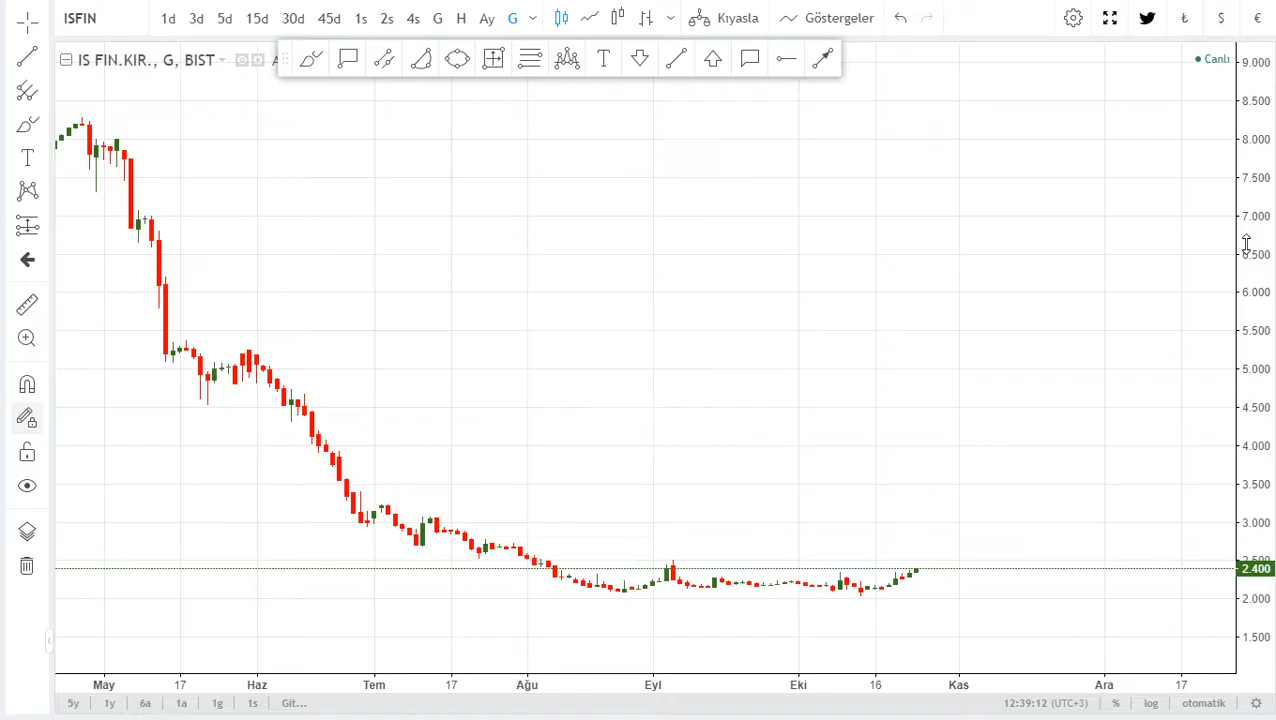 ISFIN 1d 3d 5d 15d 30d 45d 1s 2s 4s G H Ay G Kıyasla Göstergeler ₺ $ €
IS FIN.KIR., G, BIST
T
Canlı
T
9.000
8.500
8.000
7.500
7.000
6.500
6.000
5.500
5.000
4.500
4.000
3.500
3.000
2.500
2.400
2.000
1.500
May 17 Haz Tem 17 Ağu Eyl Eki 16 Kas Ara 17
5y 1y 6a 1a 1g 1s Git... 12:39:12 (UTC+3) % log otomatik